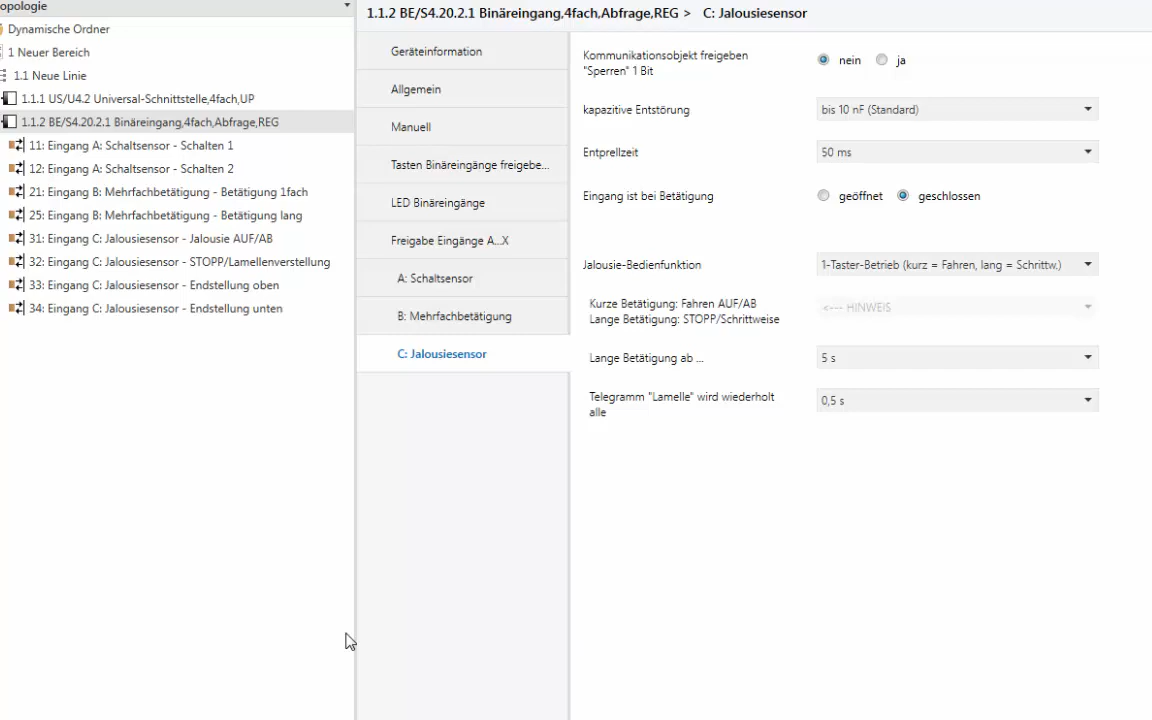 opologie
Dynamische Ordner
1 Neuer Bereich
1.1 Neue Linie
1.1.1 US/U4.2 Universal-Schnittstelle,4fach,UP
1.1.2 BE/S4.20.2.1 Binäreingang,4fach,Abfrage,REG
11: Eingang A: Schaltsensor - Schalten 1
12: Eingang A: Schaltsensor - Schalten 2
21: Eingang B: Mehrfachbetätigung - Betätigung 1fach
25: Eingang B: Mehrfachbetätigung - Betätigung lang
31: Eingang C: Jalousiesensor - Jalousie AUF/AB
32: Eingang C: Jalousiesensor - STOPP/Lamellenverstellung
33: Eingang C: Jalousiesensor - Endstellung oben
34: Eingang C: Jalousiesensor - Endstellung unten
1.1.2 BE/S4.20.2.1 Binäreingang,4fach,Abfrage,REG > C: Jalousiesensor
Geräteinformation
Allgemein
Manuell
Tasten Binäreingänge freigebe...
LED Binäreingänge
Freigabe Eingänge A...X
A: Schaltsensor
B: Mehrfachbetätigung
C: Jalousiesensor
Kommunikationsobjekt freigeben
"Sperren" 1 Bit
nein ja
kapazitive Entstörung
bis 10 nF (Standard)
Entprellzeit
50 ms
Eingang ist bei Betätigung
geöffnet geschlossen
Jalousie-Bedienfunktion
1-Taster-Betrieb (kurz = Fahren, lang = Schrittw.)
Kurze Betätigung: Fahren AUF/AB
Lange Betätigung: STOPP/Schrittweise
<--- HINWEIS
Lange Betätigung ab ...
5 s
Telegramm "Lamelle" wird wiederholt
alle
0,5 s